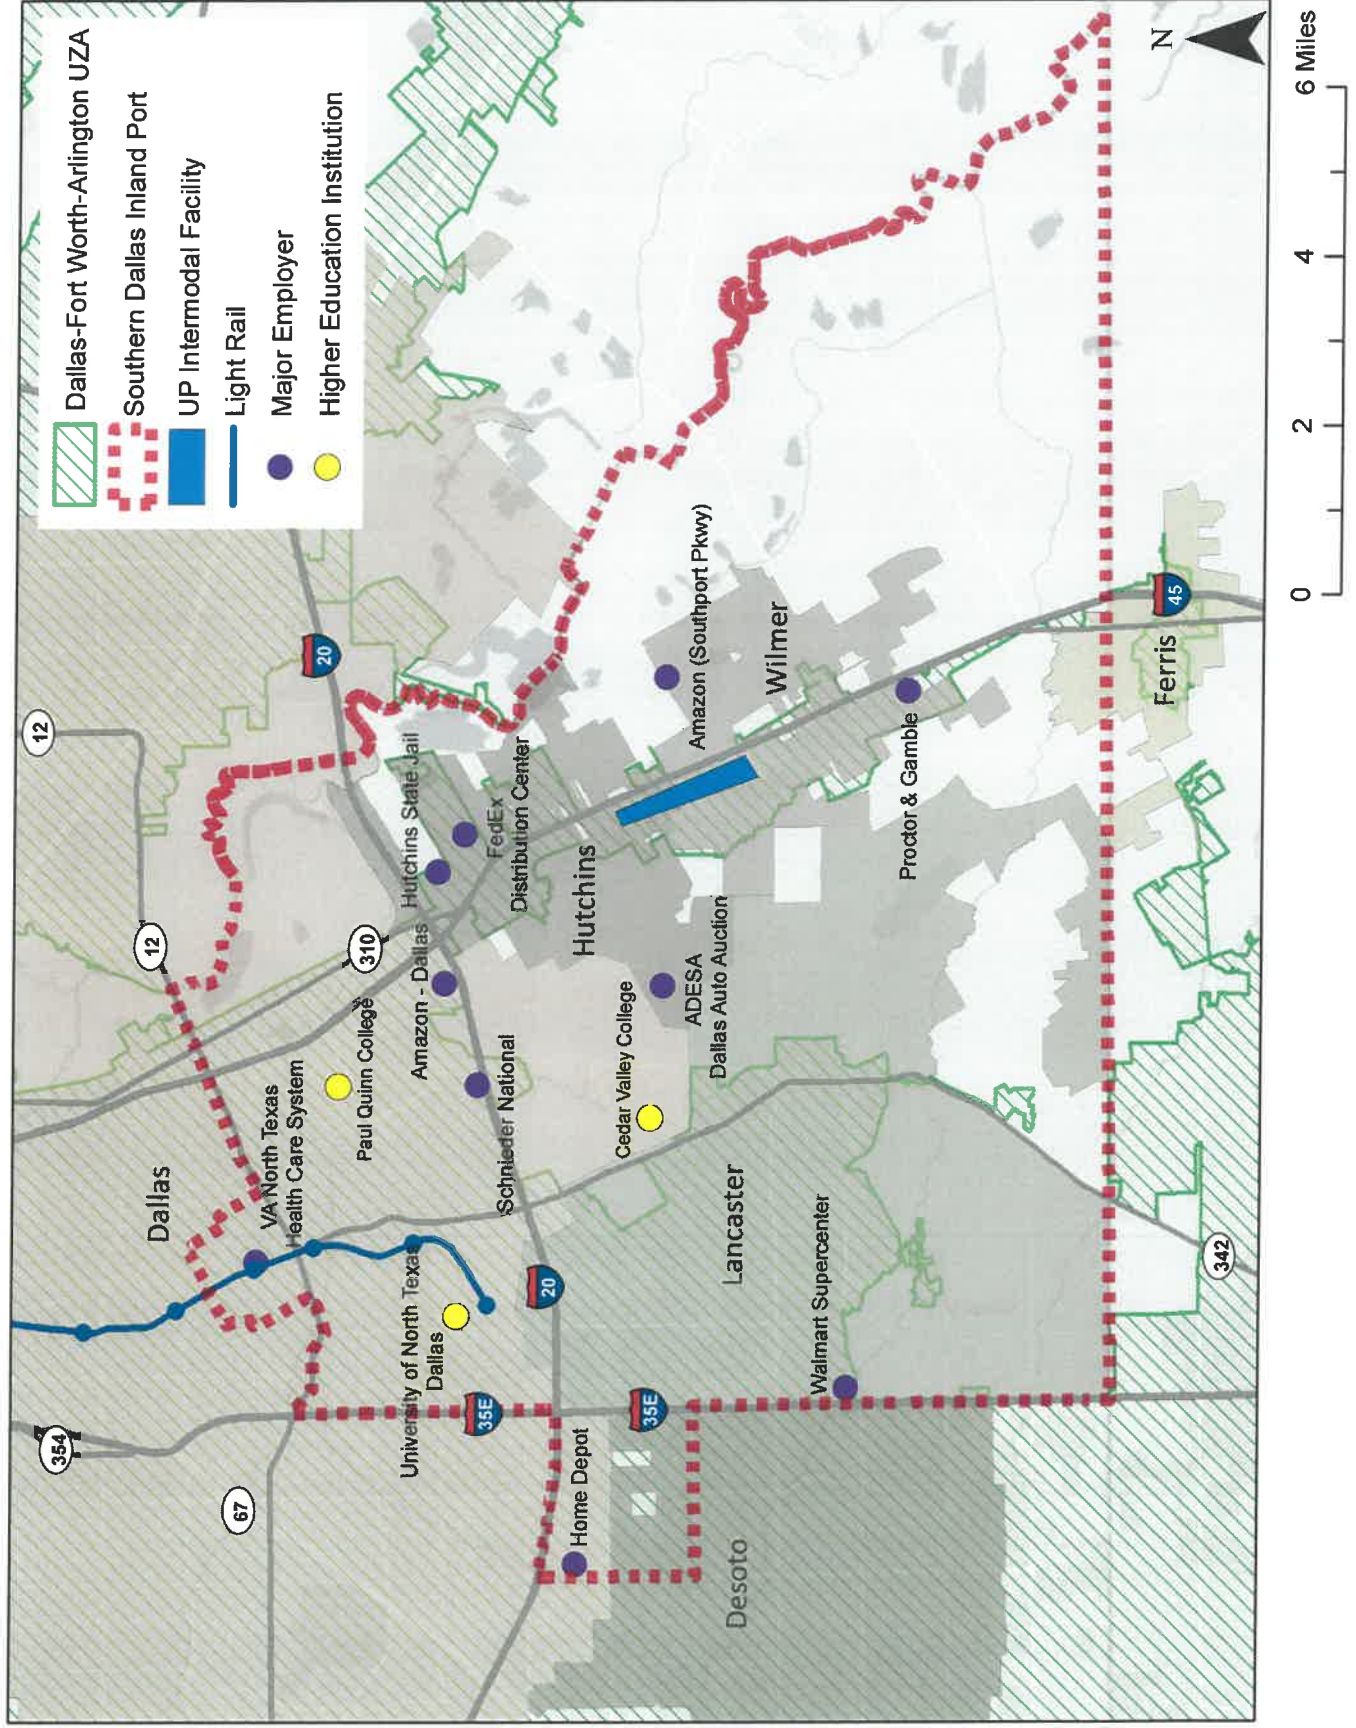 Dallas-Fort Worth-Arlington UZA
Southern Dallas Inland Port
UP Intermodal Facility
Light Rail
Major Employer
Higher Education Institution
354
67
12
12
310
20
20
35E
35E
45
342
Dallas
VA North Texas
Health Care System
Paul Quinn College
University of North Texas
Dallas
Amazon - Dallas
Schnieder National
Hutchins State Jail
FedEx
Distribution Center
Hutchins
Home Depot
Cedar Valley College
ADESA
Dallas Auto Auction
Amazon (Southport Pkwy)
Wilmer
Desoto
Lancaster
Walmart Supercenter
Proctor & Gamble
Ferris
N
0 2 4 6 Miles